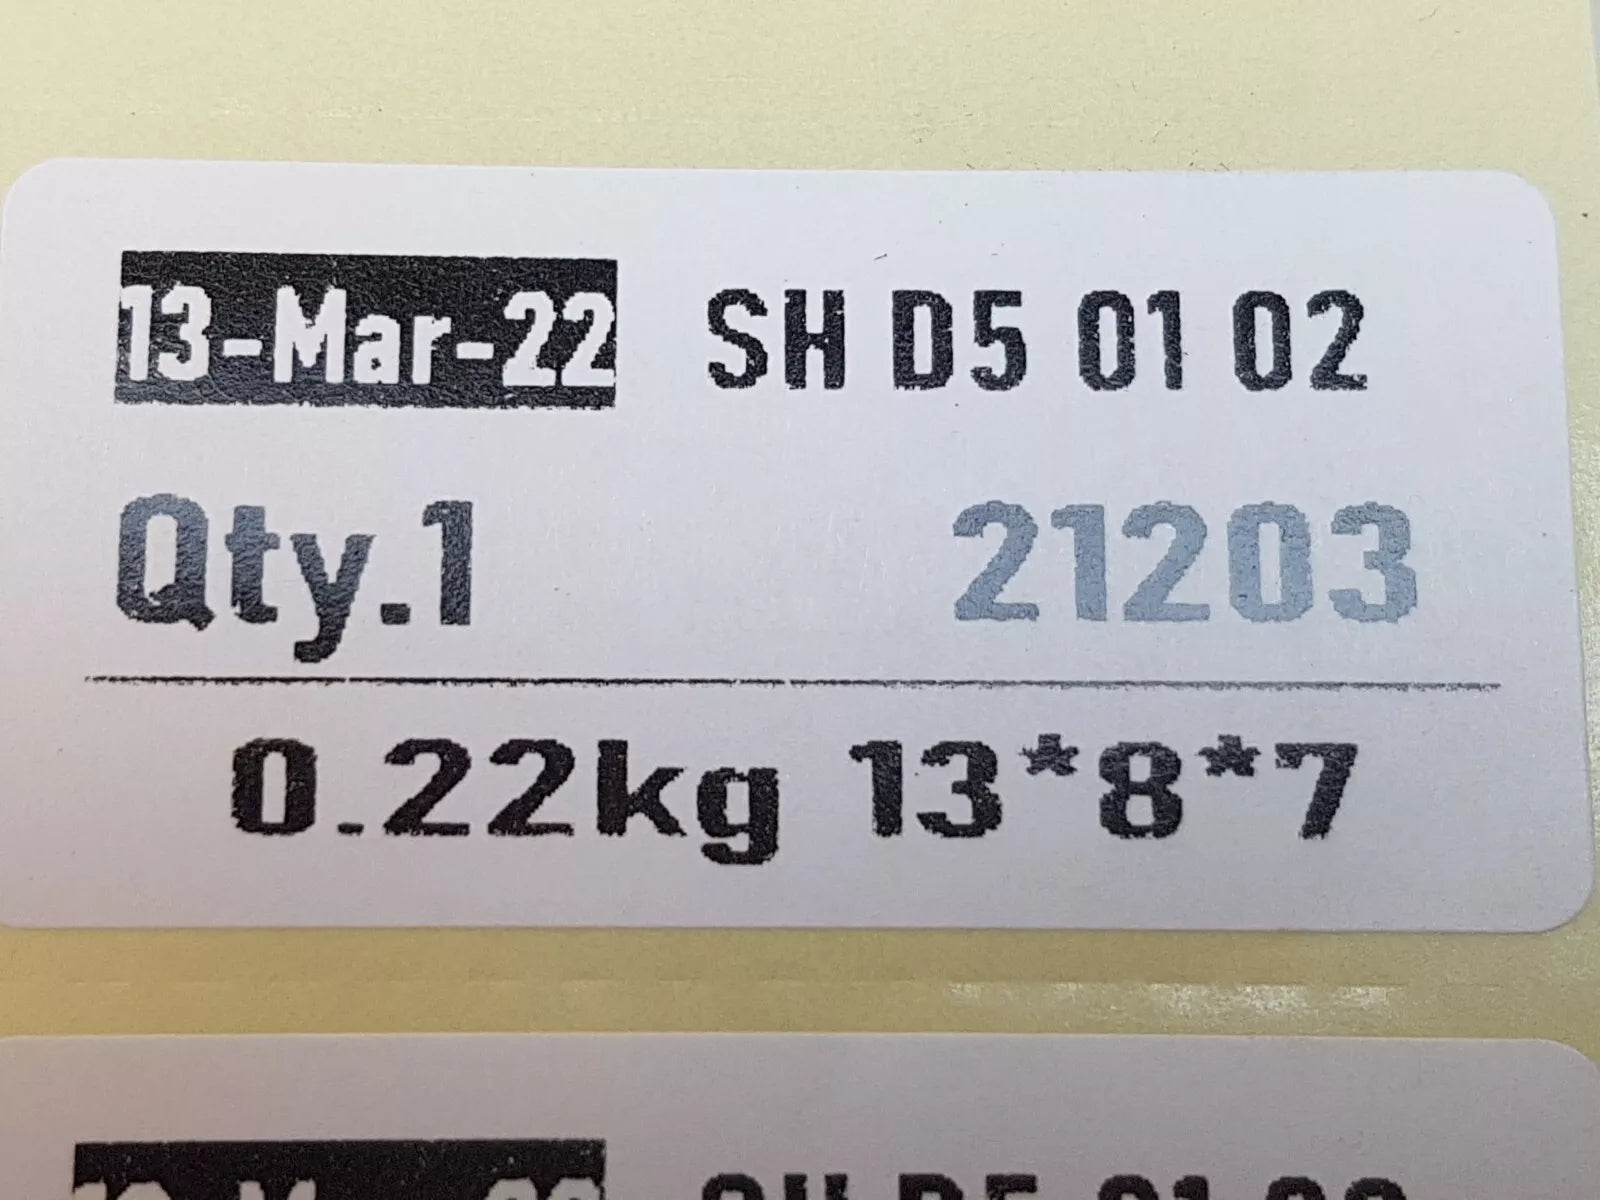 13-Mar-22 SH D5 01 02
Qty.1 21203
0.22kg 13*8*7